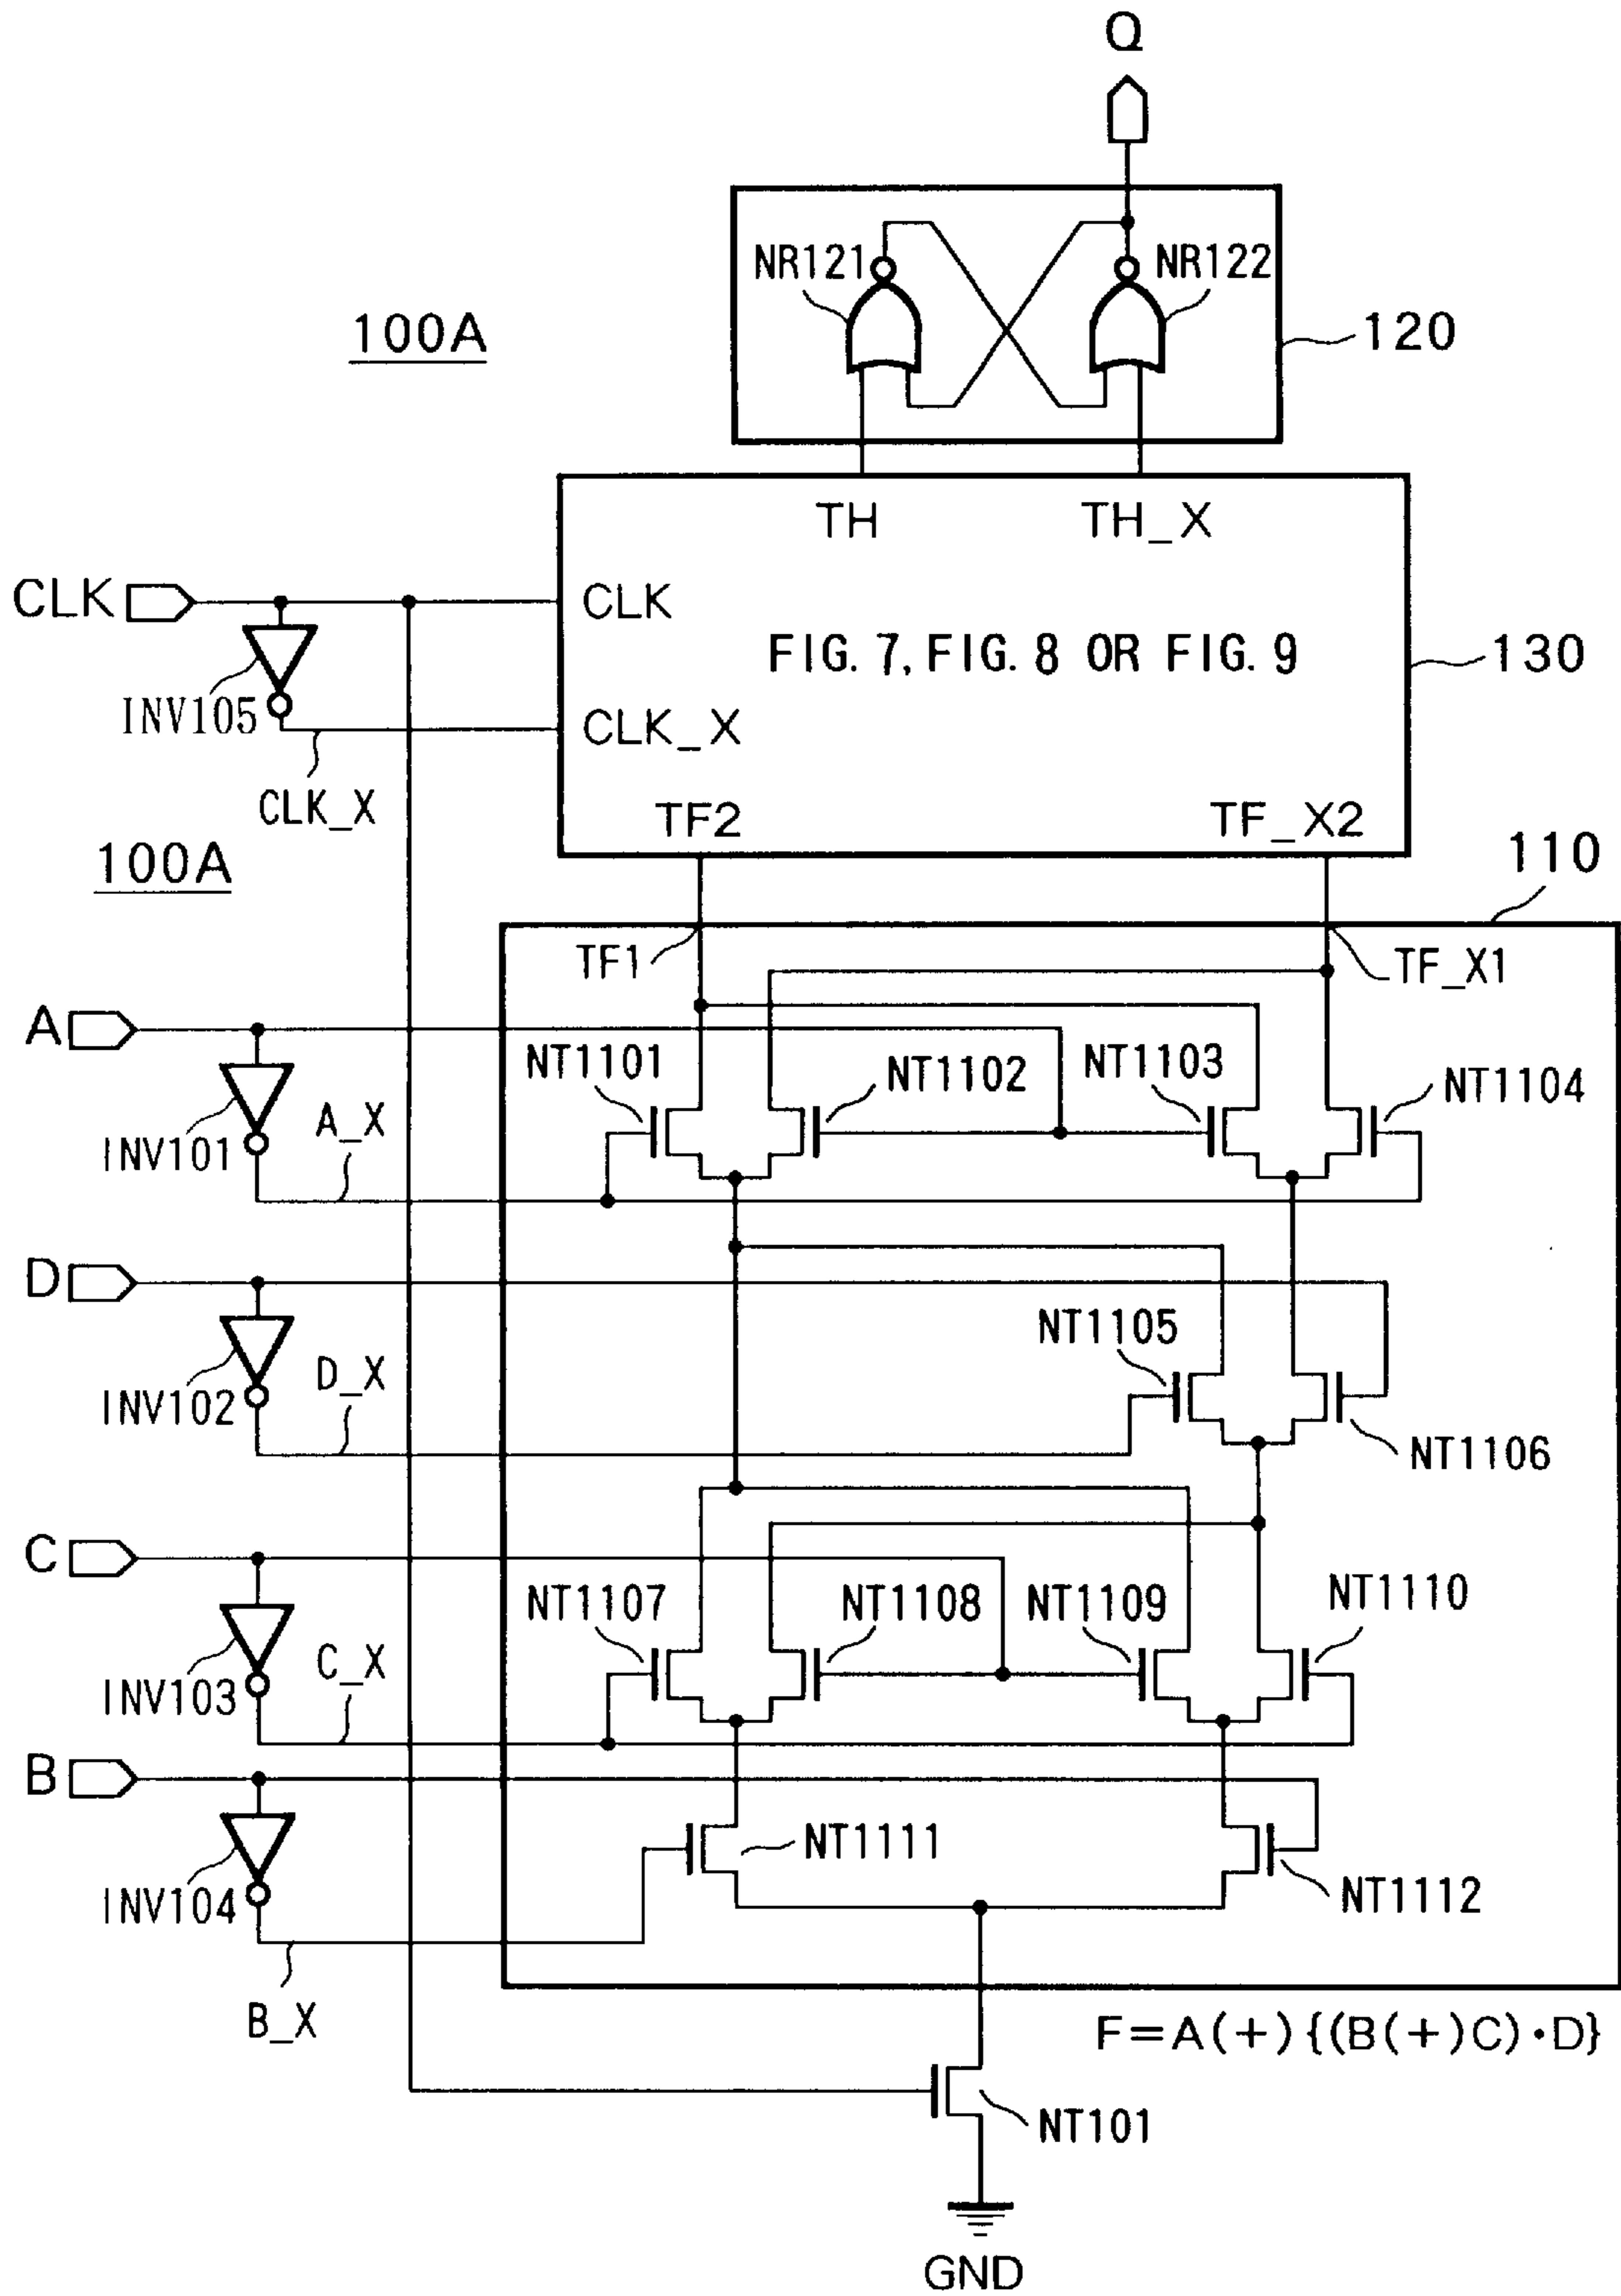 Q
NR121
NR122
100A
120
TH
TH_X
CLK
CLK
FIG. 7, FIG. 8 OR FIG. 9
130
INV105
CLK_X
CLK_X
TF2
TF_X2
100A
110
TF1
TF_X1
A
NT1101
NT1102
NT1103
NT1104
A_X
INV101
D
NT1105
D_X
INV102
NT1106
C
NT1107
NT1108
NT1109
NT1110
C_X
INV103
B
NT1111
INV104
NT1112
B_X
F=A(+){(B(+)C)·D}
NT101
GND